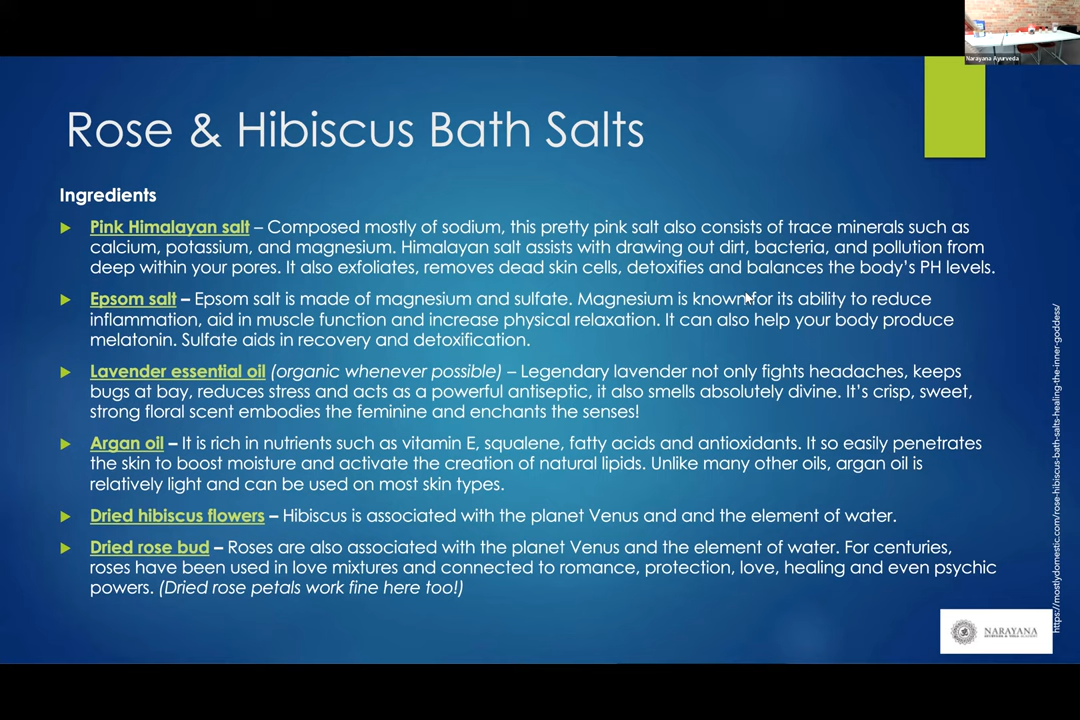 Narayana Ayurveda
Rose & Hibiscus Bath Salts
Ingredients
Pink Himalayan salt – Composed mostly of sodium, this pretty pink salt also consists of trace minerals such as
calcium, potassium, and magnesium. Himalayan salt assists with drawing out dirt, bacteria, and pollution from
deep within your pores. It also exfoliates, removes dead skin cells, detoxifies and balances the body's PH levels.
Epsom salt – Epsom salt is made of magnesium and sulfate. Magnesium is known for its ability to reduce
inflammation, aid in muscle function and increase physical relaxation. It can also help your body produce
melatonin. Sulfate aids in recovery and detoxification.
Lavender essential oil (organic whenever possible) – Legendary lavender not only fights headaches, keeps
bugs at bay, reduces stress and acts as a powerful antiseptic, it also smells absolutely divine. It's crisp, sweet,
strong floral scent embodies the feminine and enchants the senses!
Argan oil – It is rich in nutrients such as vitamin E, squalene, fatty acids and antioxidants. It so easily penetrates
the skin to boost moisture and activate the creation of natural lipids. Unlike many other oils, argan oil is
relatively light and can be used on most skin types.
Dried hibiscus flowers – Hibiscus is associated with the planet Venus and and the element of water.
Dried rose bud – Roses are also associated with the planet Venus and the element of water. For centuries,
roses have been used in love mixtures and connected to romance, protection, love, healing and even psychic
powers. (Dried rose petals work fine here too!)
https://mostlydomestic.com/rose-hibiscus-bath-salts-healing-the-inner-goddess/
NARAYANA
AYURVEDA & YOGA ACADEMY